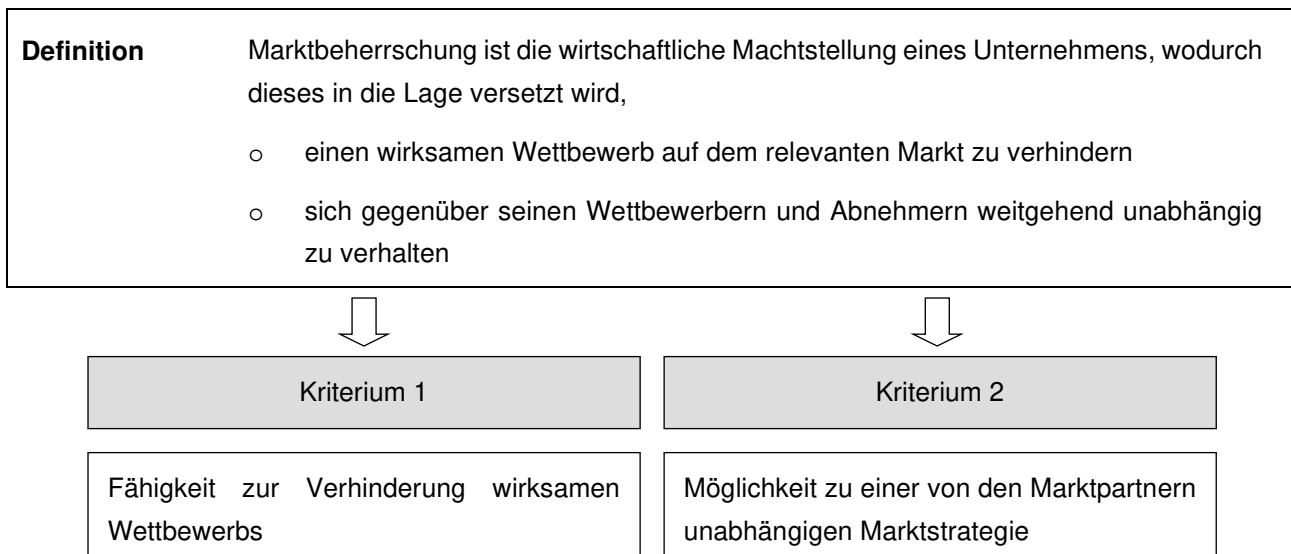 Definition Marktbeherrschung ist die wirtschaftliche Machtstellung eines Unternehmens, wodurch
dieses in die Lage versetzt wird,
o einen wirksamen Wettbewerb auf dem relevanten Markt zu verhindern
o sich gegenüber seinen Wettbewerbern und Abnehmern weitgehend unabhängig
zu verhalten
Kriterium 1
Kriterium 2
Fähigkeit zur Verhinderung wirksamen
Wettbewerbs
Möglichkeit zu einer von den Marktpartnern
unabhängigen Marktstrategie